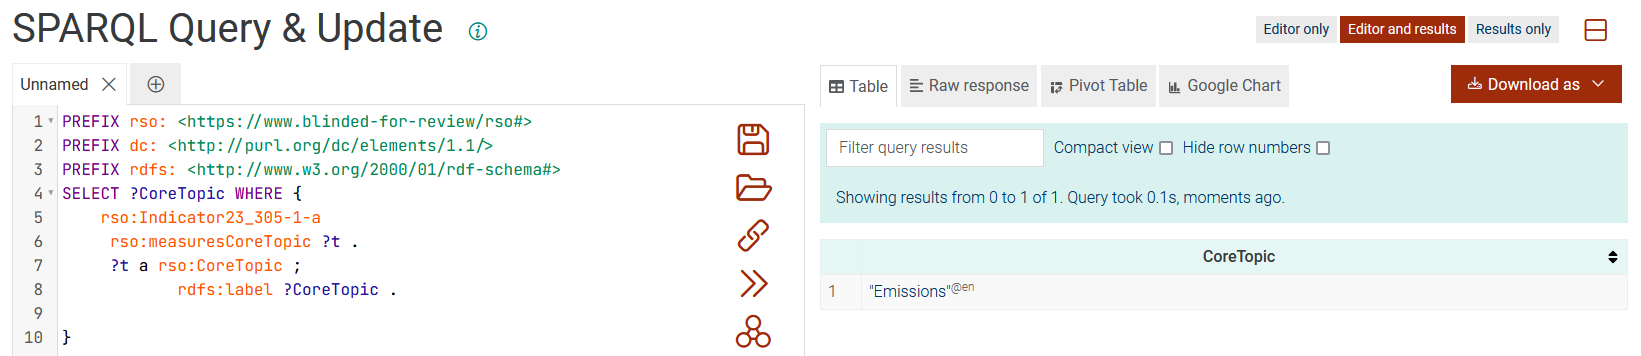 SPARQL Query & Update
Editor only
Editor and results
Results only
Unnamed
1 PREFIX rso: <https://www.blinded-for-review/rso#>
2 PREFIX dc: <http://purl.org/dc/elements/1.1/>
3 PREFIX rdfs: <http://www.w3.org/2000/01/rdf-schema#>
4 SELECT ?CoreTopic WHERE {
5 rso:Indicator23_305-1-a
6 rso:measuresCoreTopic ?t .
7 ?t a rso:CoreTopic ;
8 rdfs:label ?CoreTopic .
9
10 }
Table
Raw response
Pivot Table
Google Chart
Download as
Filter query results
Compact view
Hide row numbers
Showing results from 0 to 1 of 1. Query took 0.1s, moments ago.
CoreTopic
1 "Emissions"@en